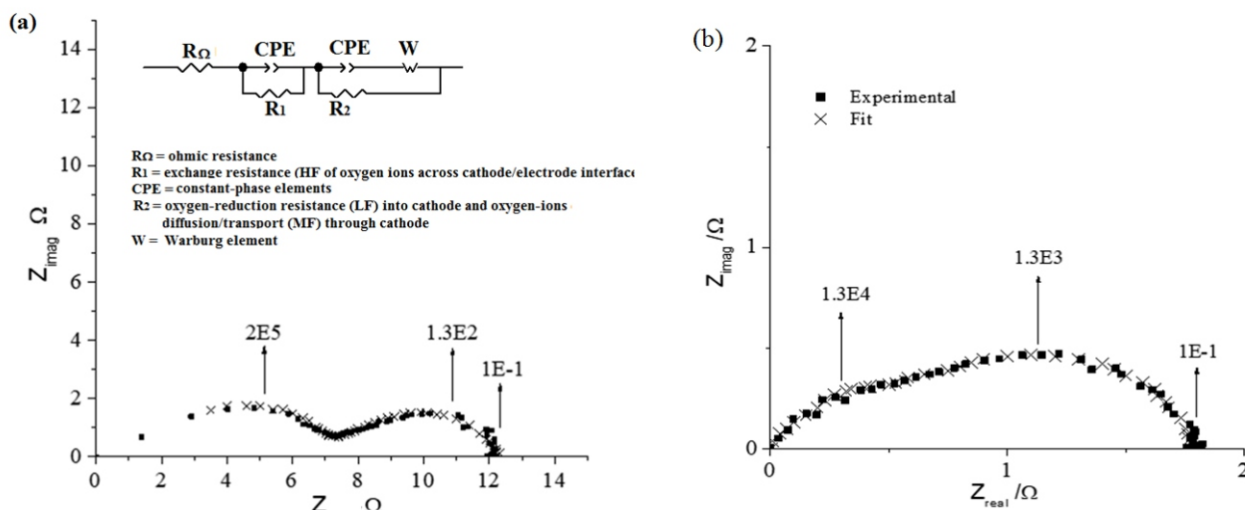 (a)
14
12
10
8
6
4
2
0
Z imag Ω
RΩ CPE CPE W
R1 R2
RΩ = ohmic resistance
R1 = exchange resistance (HF of oxygen ions across cathode/electrode interface
CPE = constant-phase elements
R2 = oxygen-reduction resistance (LF) into cathode and oxygen-ions
diffusion/transport (MF) through cathode
W = Warburg element
2E5 1.3E2 1E-1
0 2 4 6 8 10 12 14
Z Ω
(b)
2
1
0
Z imag /Ω
Experimental
Fit
1.3E4 1.3E3 1E-1
0 1 2
Z real /Ω